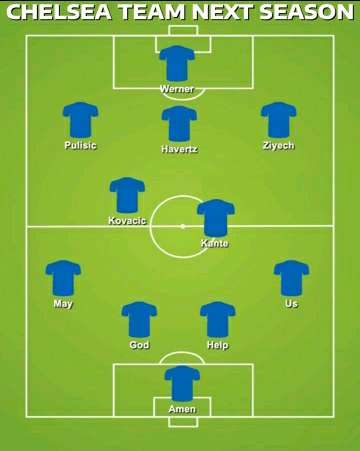 CHELSEA TEAM NEXT SEASON
Werner
Pulisic
Havertz
Ziyech
Kovacic
Kante
May
Us
God
Help
Amen